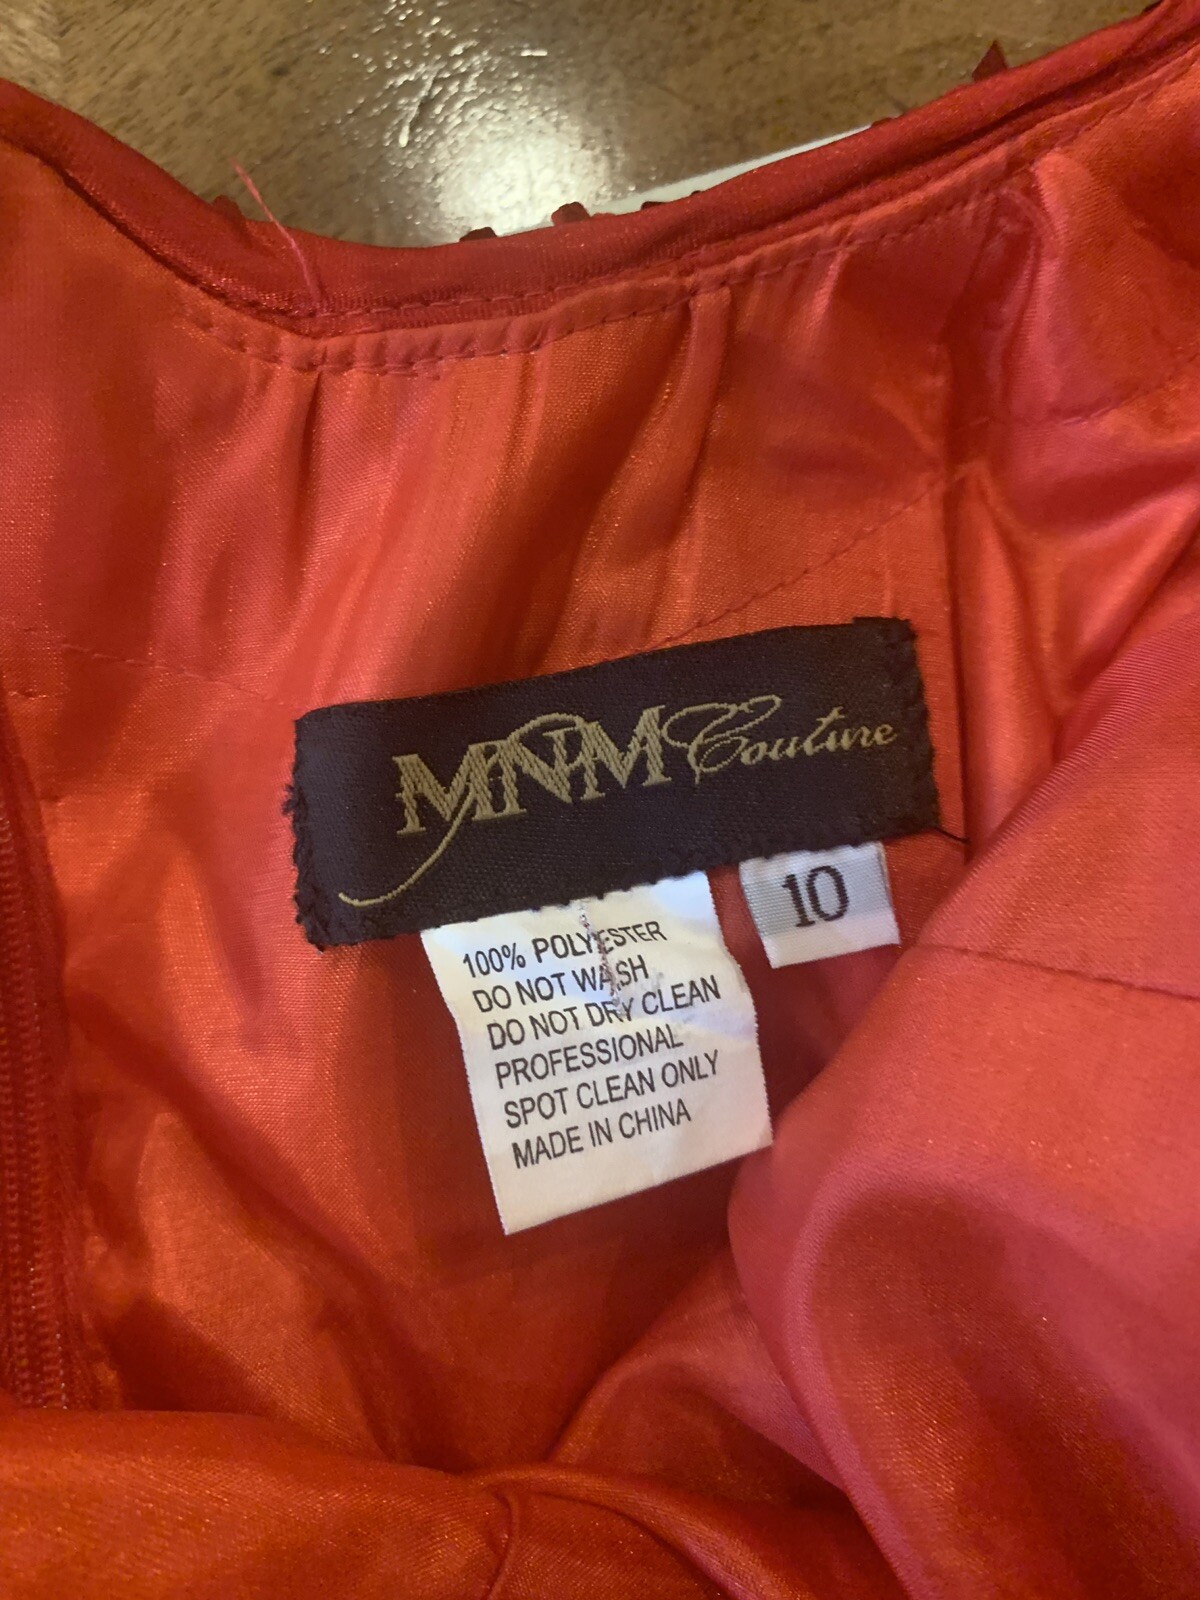 MNM Couture
10
100% POLYESTER
DO NOT WASH
DO NOT DRY CLEAN
PROFESSIONAL
SPOT CLEAN ONLY
MADE IN CHINA